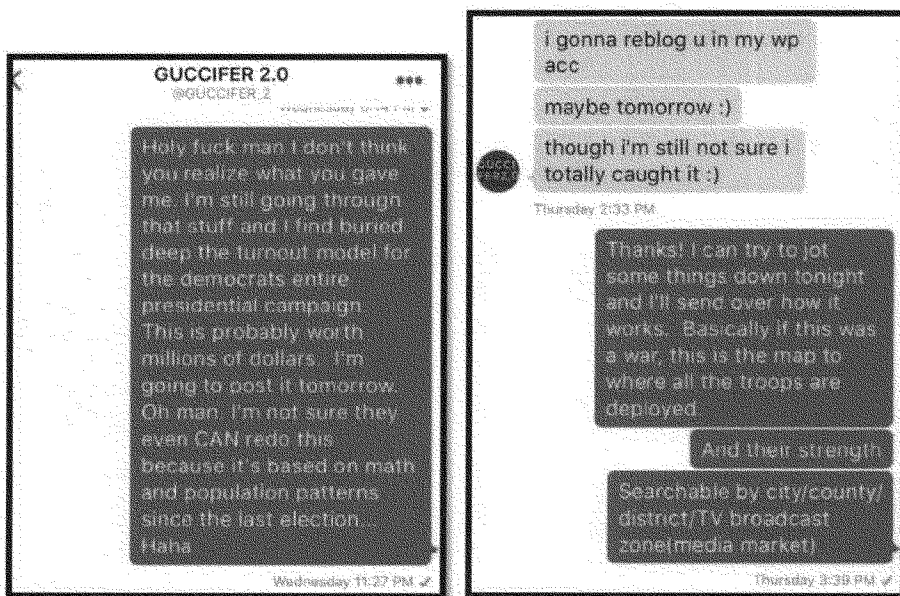 GUCCIFER 2.0
@GUCCIFER_2
Holy fuck man I don't think
you realize what you gave
me. I'm still going through
that stuff and I find buried
deep the turnout model for
the democrats entire
presidential campaign
This is probably worth
millions of dollars. I'm
going to post it tomorrow.
Oh man. I'm not sure they
even CAN redo this
because it's based on math
and population patterns
since the last election...
Haha
Wednesday 11:27 PM ✓
i gonna reblog u in my wp
acc
maybe tomorrow :)
though i'm still not sure i
totally caught it :)
Thursday 2:33 PM
Thanks! I can try to jot
some things down tonight
and I'll send over how it
works. Basically if this was
a war, this is the map to
where all the troops are
deployed
And their strength
Searchable by city/county/
district/TV broadcast
zone(media market)
Thursday 3:39 PM ✓